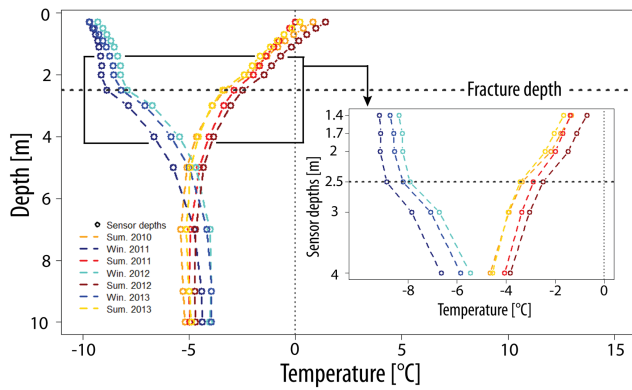 0
2
4
6
8
10
Depth [m]
Fracture depth
Sensor depths
Sum. 2010
Win. 2011
Sum. 2011
Win. 2012
Sum. 2012
Win. 2013
Sum. 2013
1.4
1.7
2
2.5
3
4
Sensor depths [m]
-8 -6 -4 -2 0
Temperature [°C]
-10 -5 0 5 10 15
Temperature [°C]